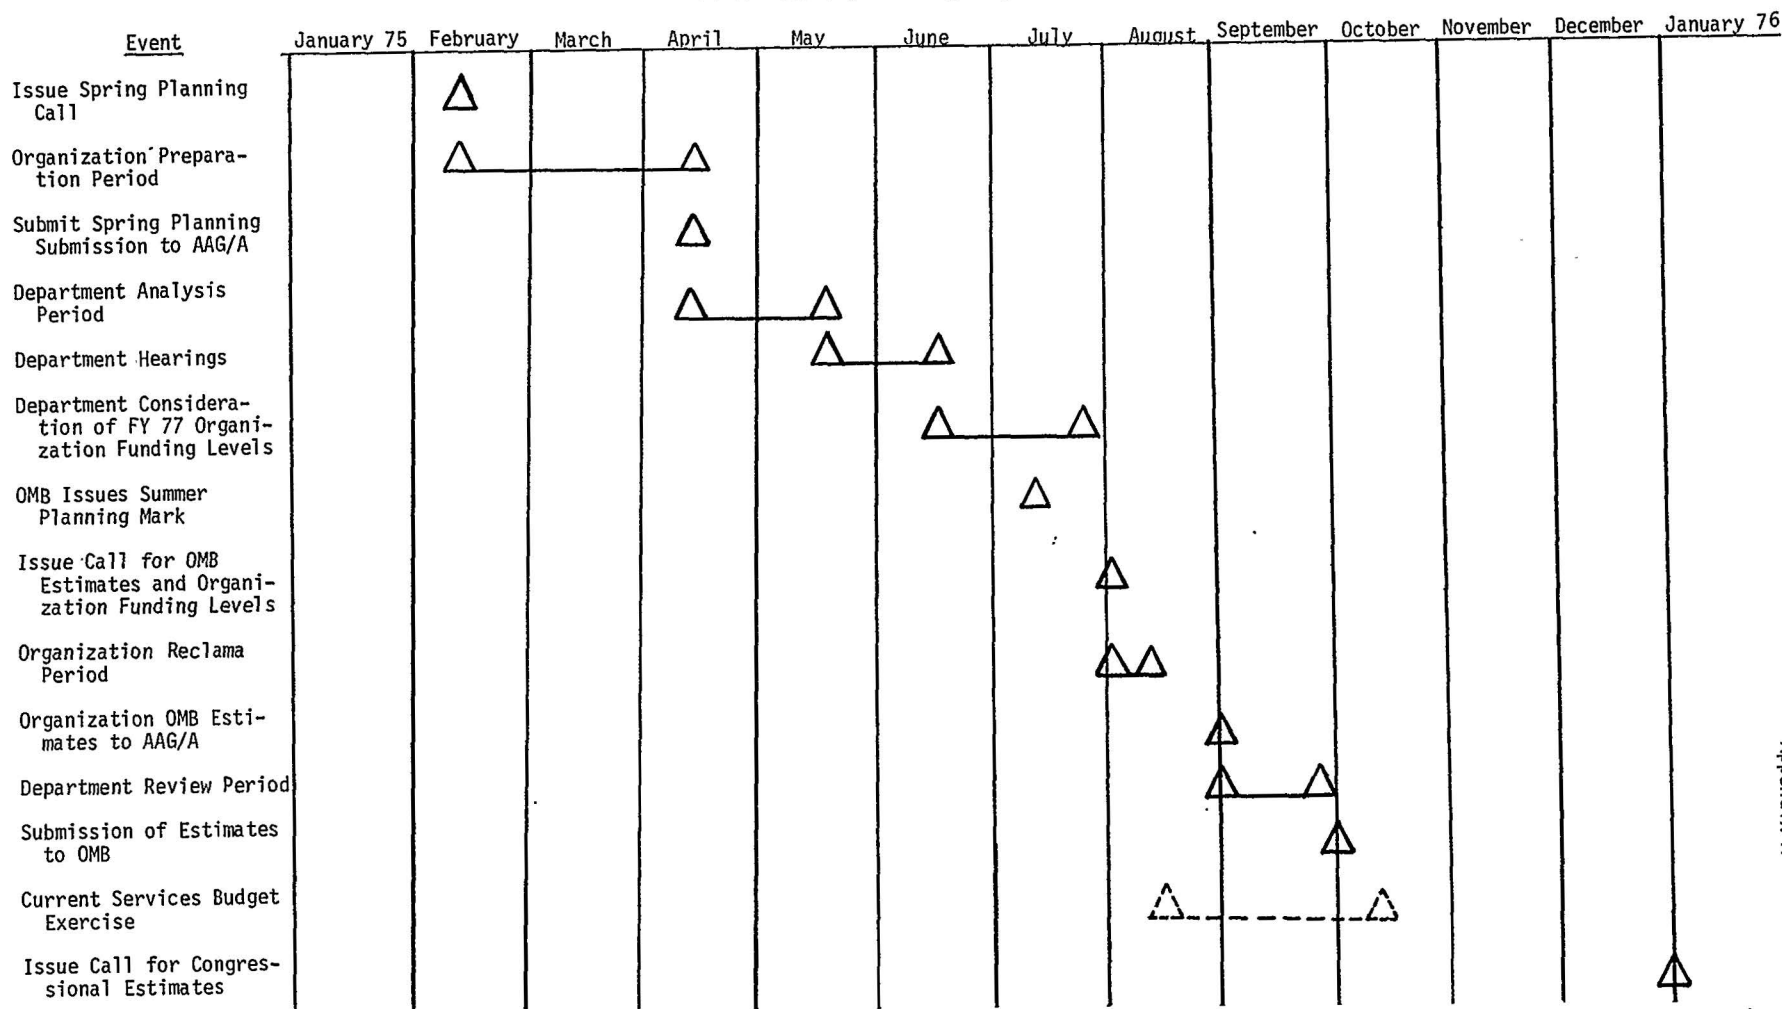 Event January 75 February March April May June July August September October November December January 76
Issue Spring Planning
Call
Organization Prepara-
tion Period
Submit Spring Planning
Submission to AAG/A
Department Analysis
Period
Department Hearings
Department Considera-
tion of FY 77 Organi-
zation Funding Levels
OMB Issues Summer
Planning Mark
Issue Call for OMB
Estimates and Organi-
zation Funding Levels
Organization Reclama
Period
Organization OMB Esti-
mates to AAG/A
Department Review Period
Submission of Estimates
to OMB
Current Services Budget
Exercise
Issue Call for Congres-
sional Estimates